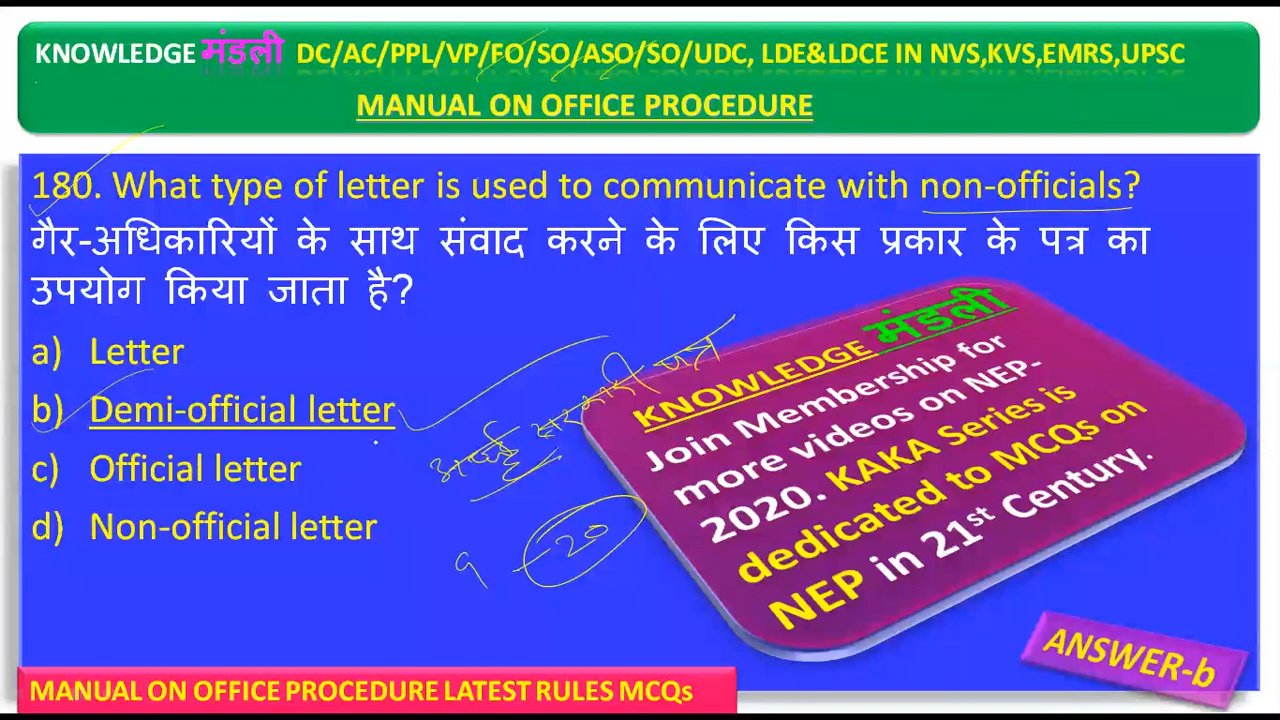 KNOWLEDGE मंडली DC/AC/PPL/VP/FO/SO/ASO/SO/UDC, LDE&LDCE IN NVS,KVS,EMRS,UPSC
MANUAL ON OFFICE PROCEDURE
180. What type of letter is used to communicate with non-officials?
गैर-अधिकारियों के साथ संवाद करने के लिए किस प्रकार के पत्र का
उपयोग किया जाता है?
a) Letter
b) Demi-official letter
c) Official letter
d) Non-official letter
सरकारी पत्र
20
KNOWLEDGE मंडली
Join Membership for
more videos on NEP-
2020. KAKA Series is
dedicated to MCQs on
NEP in 21st Century.
ANSWER-b
MANUAL ON OFFICE PROCEDURE LATEST RULES MCQs